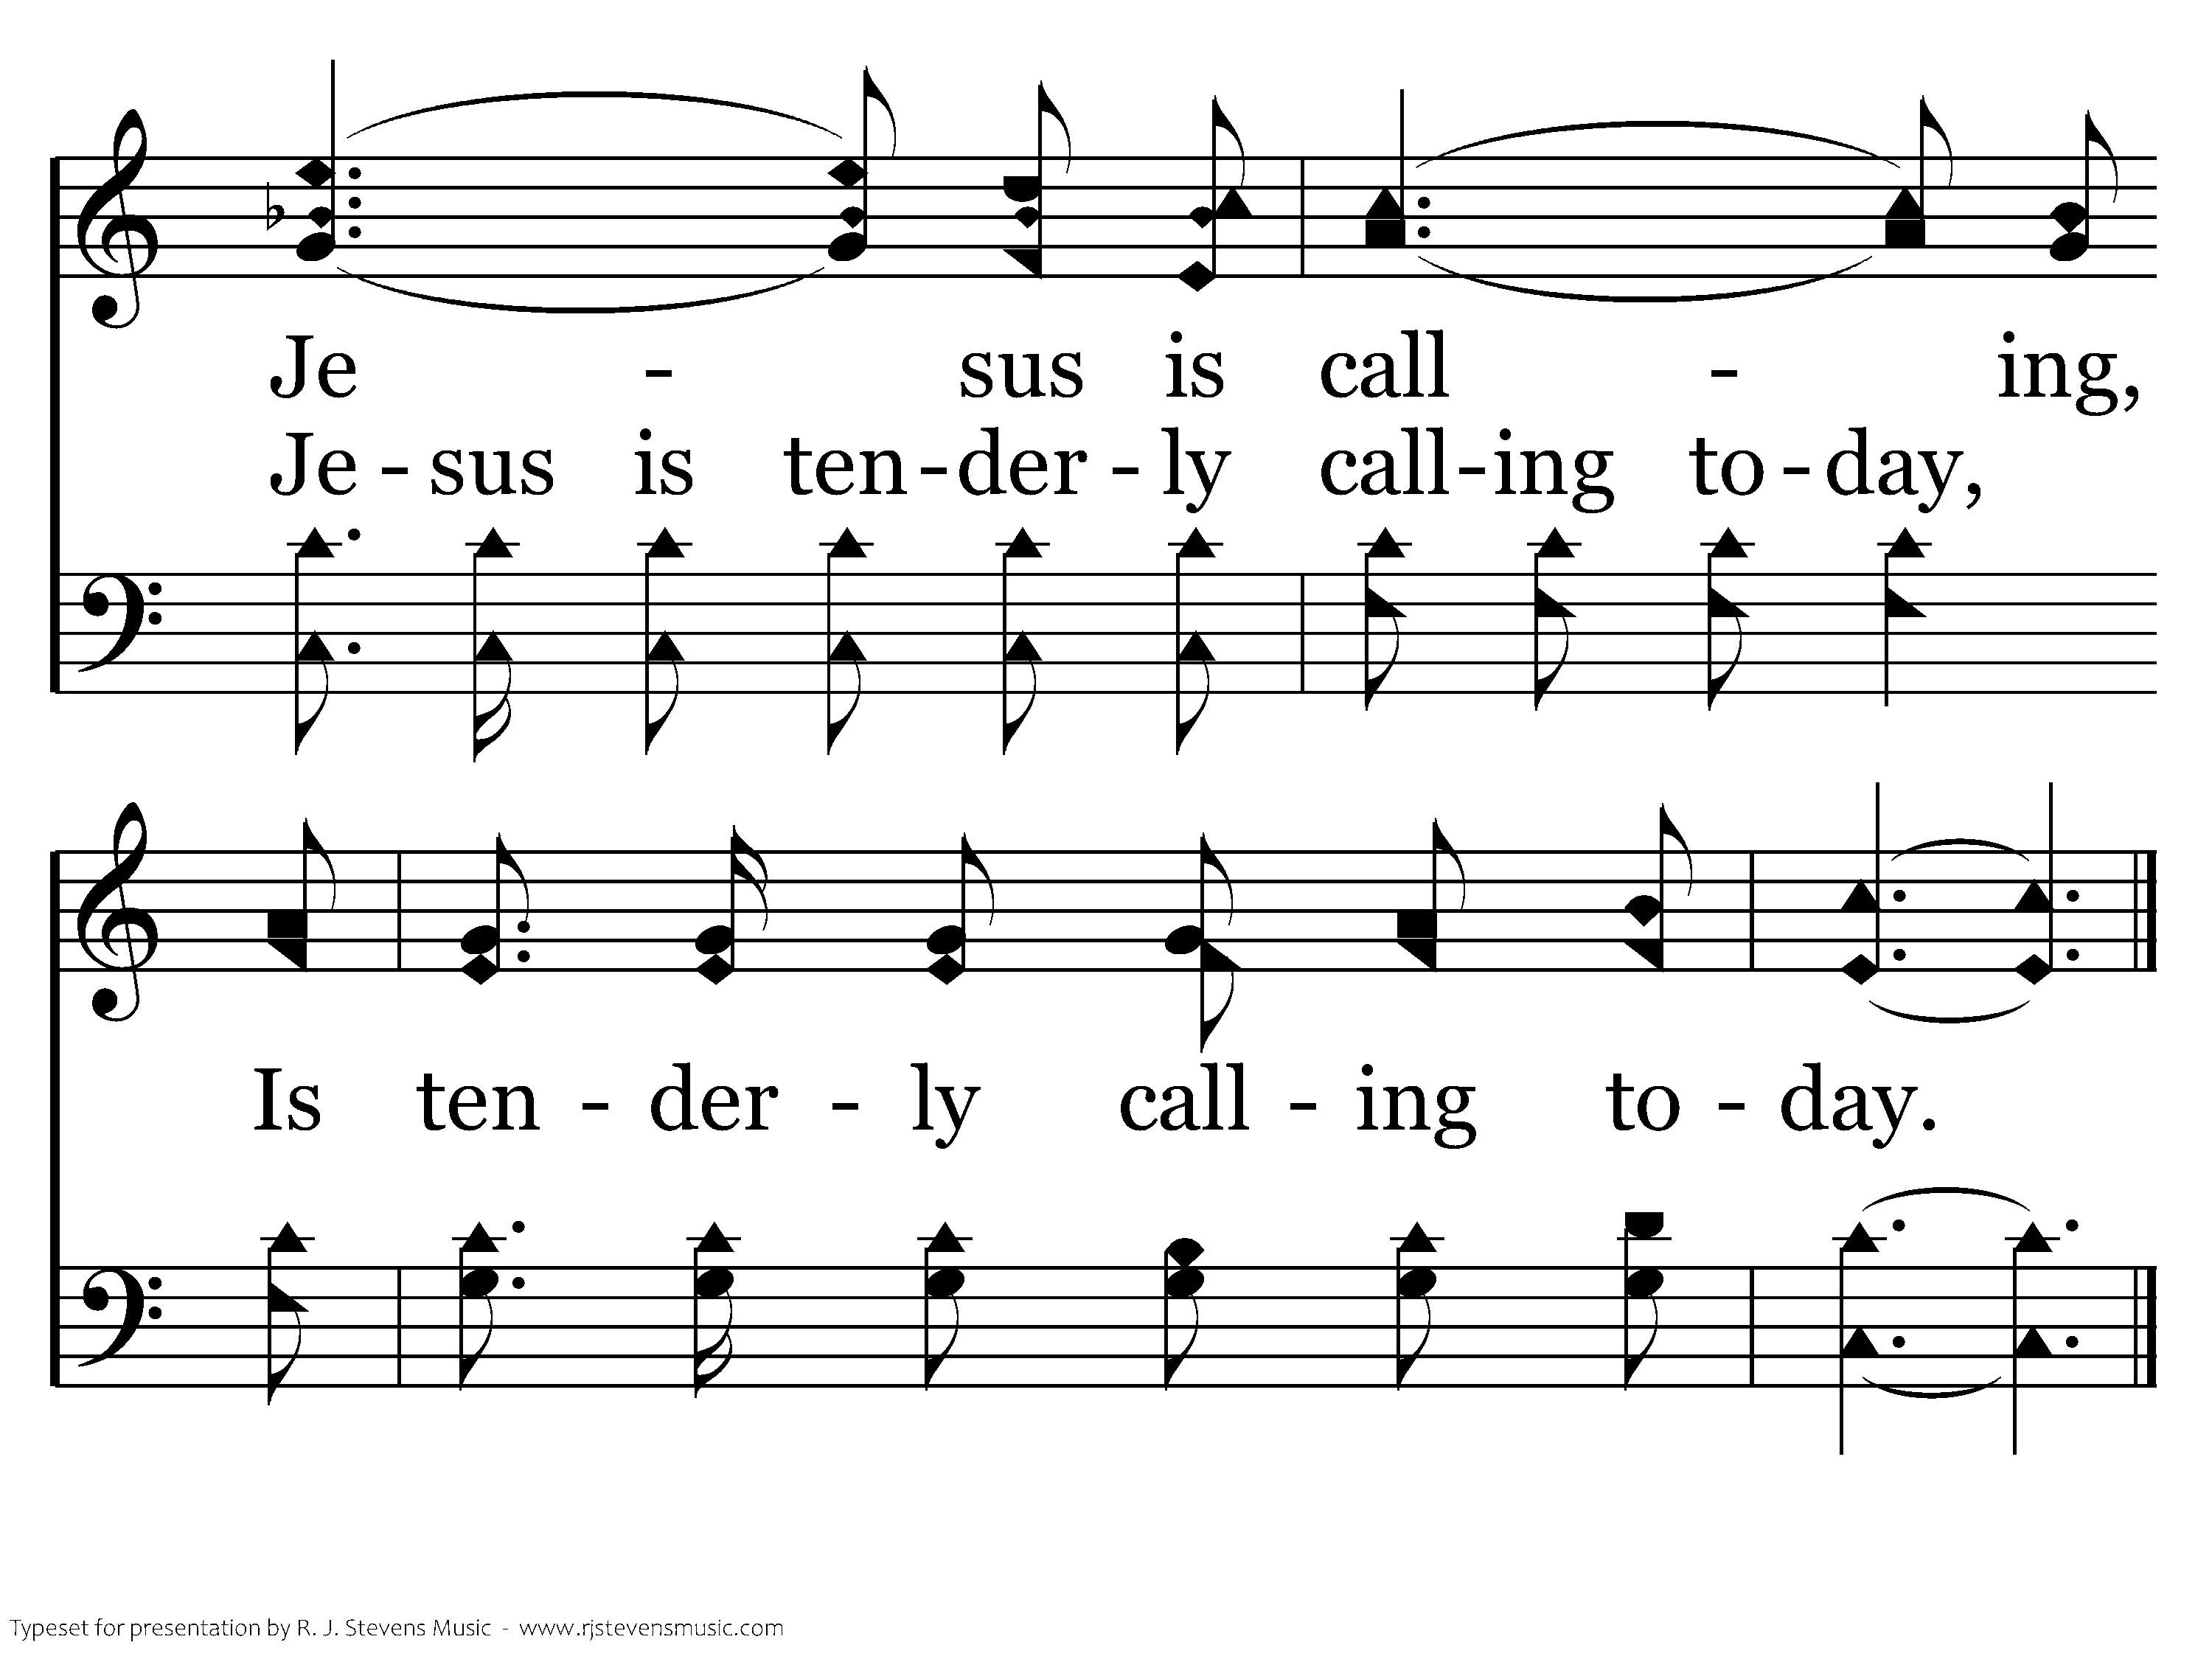 Je - sus is call - ing,
Je - sus is ten - der - ly call - ing to - day,
Is ten - der - ly call - ing to - day.
Typeset for presentation by R. J. Stevens Music - www.rjstevensmusic.com